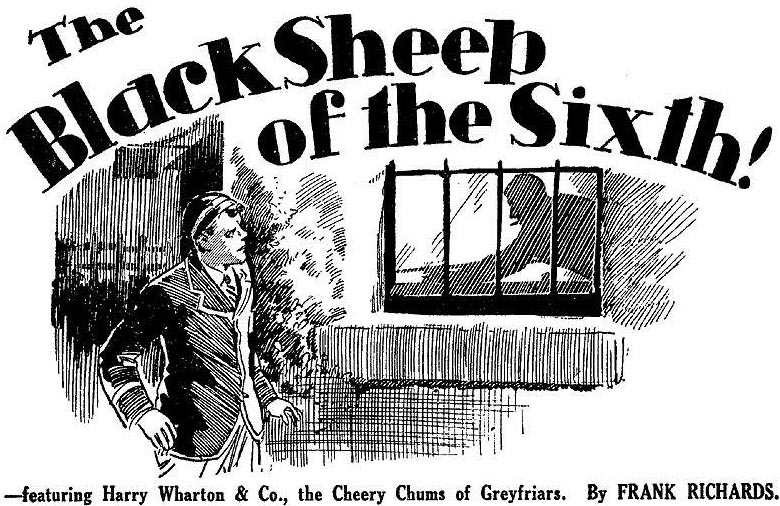 The
Black Sheep
of the Sixth!
—featuring Harry Wharton & Co., the Cheery Chums of Greyfriars. By FRANK RICHARDS.